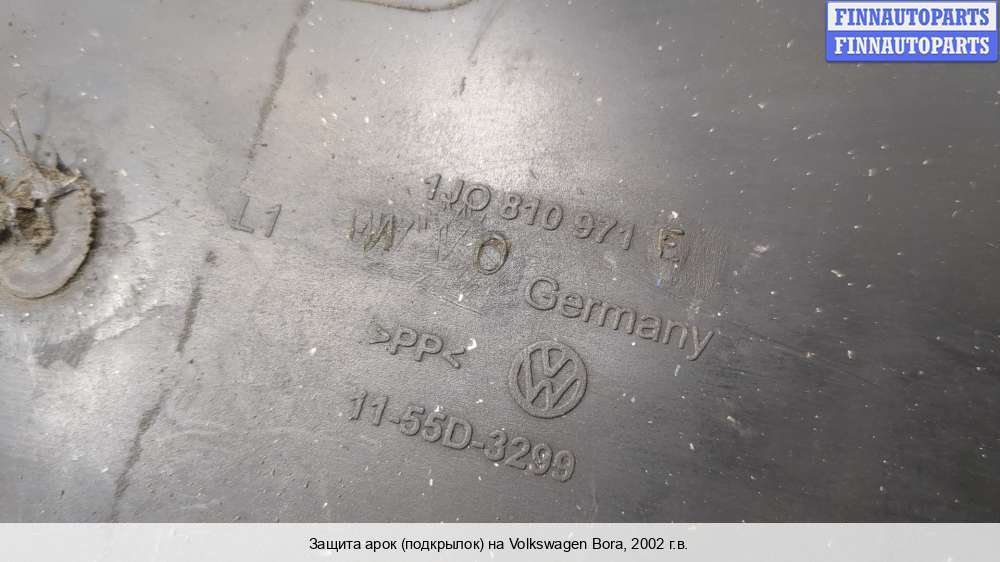 FINNAUTOPARTS
FINNAUTOPARTS
1J0 810 971 E
L1
O
Germany
>PP<
VW
11-55D-3299
Защита арок (подкрылок) на Volkswagen Bora, 2002 г.в.